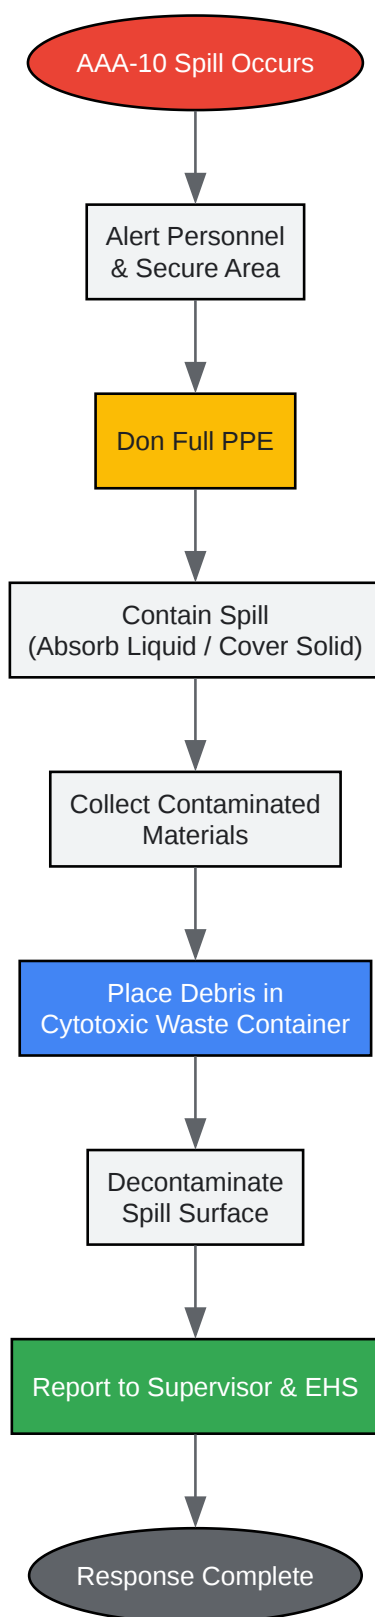 AAA-10 Spill Occurs
Alert Personnel
& Secure Area
Don Full PPE
Contain Spill
(Absorb Liquid / Cover Solid)
Collect Contaminated
Materials
Place Debris in
Cytotoxic Waste Container
Decontaminate
Spill Surface
Report to Supervisor & EHS
Response Complete